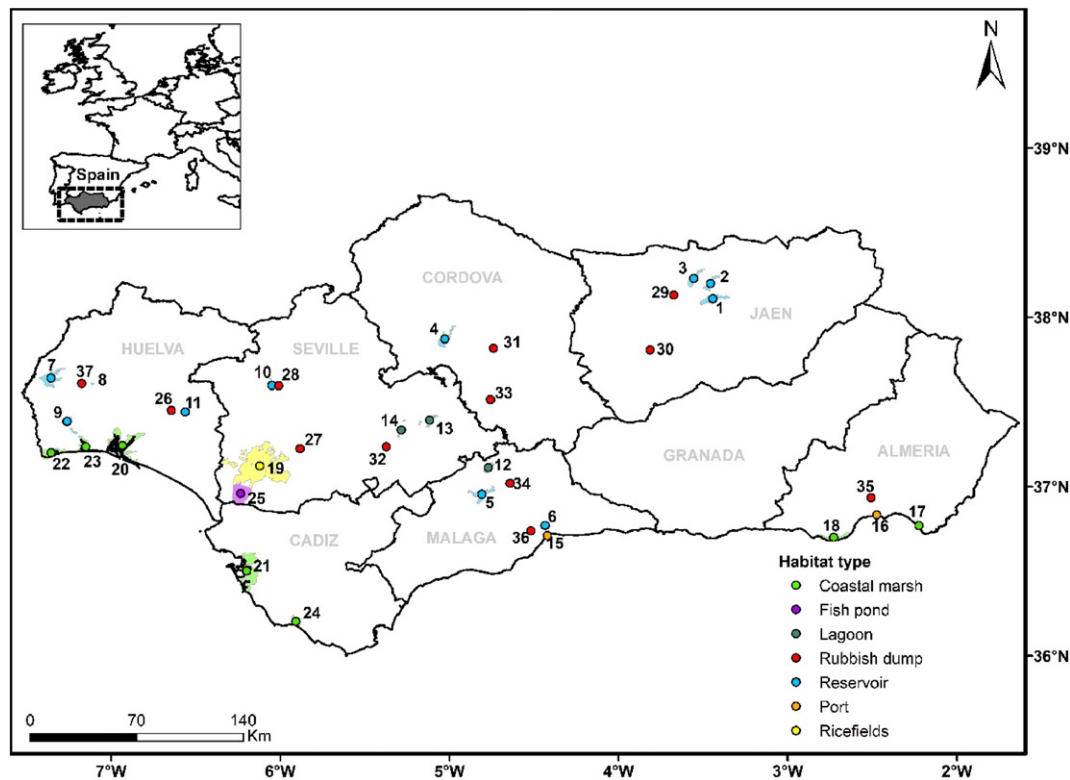 N
39°N
Spain
CORDOVA
3
2
29
1
JAEN
38°N
4
HUELVA
SEVILLE
31
30
7
37
8
10
28
33
26
11
9
14
13
27
32
GRANADA
ALMERIA
22
23
20
19
12
34
37°N
25
5
35
6
16
17
CADIZ
MALAGA
36
15
18
21
Habitat type
24
Coastal marsh
Fish pond
Lagoon
36°N
Rubbish dump
Reservoir
Port
Ricefields
0 70 140
Km
7°W 6°W 5°W 4°W 3°W 2°W